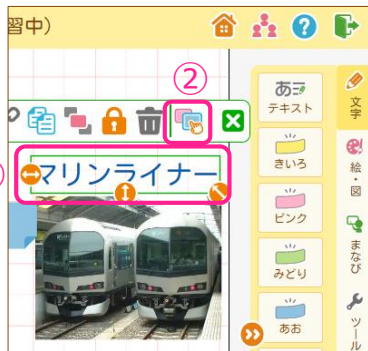 習中)
②
マリンライナー
あ
テキスト
きいろ
ピンク
みどり
あお
文字
絵・図
まなび
ツール